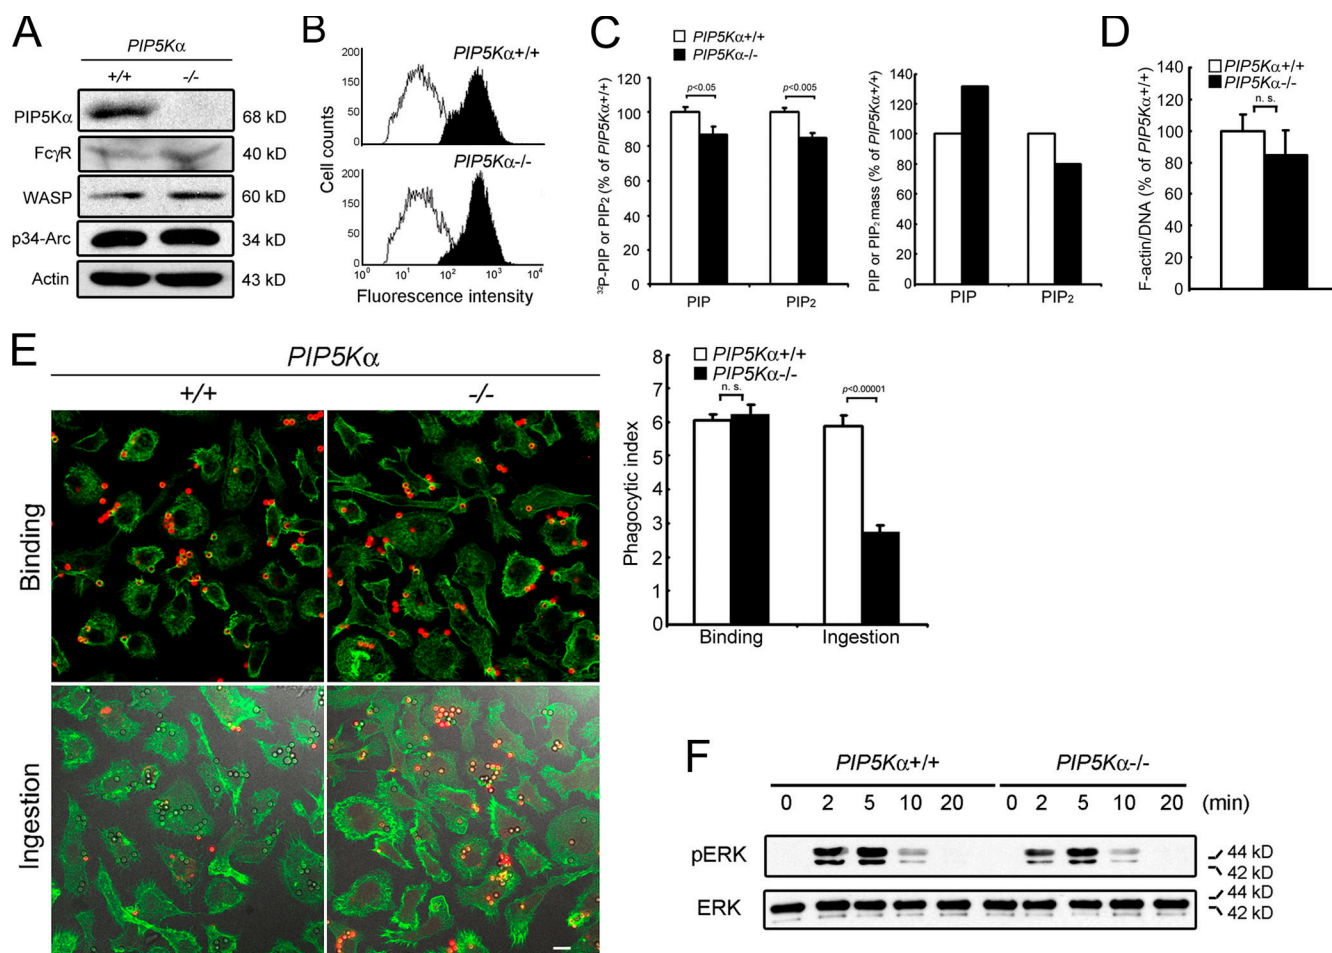 A
PIP5Kα
+/+ -/-
PIP5Kα 68 kD
FcγR 40 kD
WASP 60 kD
p34-Arc 34 kD
Actin 43 kD
B
Cell counts
200
150
100
50
0
PIP5Kα+/+
200
150
100
50
0
PIP5Kα-/-
10⁰ 10¹ 10² 10³ 10⁴
Fluorescence intensity
C
PIP5Kα+/+
PIP5Kα-/-
³²P-PIP or PIP₂ (% of PIP5Kα+/+)
120
100
80
60
40
20
0
p<0.05
p<0.005
PIP PIP₂
PIP or PIP₂ mass (% of PIP5Kα+/+)
140
120
100
80
60
40
20
0
PIP PIP₂
D
PIP5Kα+/+
PIP5Kα-/-
n. s.
F-actin/DNA (% of PIP5Kα+/+)
140
120
100
80
60
40
20
0
E
PIP5Kα
+/+ -/-
Binding
Ingestion
PIP5Kα+/+
PIP5Kα-/-
n. s.
p<0.00001
Phagocytic index
8
7
6
5
4
3
2
1
0
Binding Ingestion
F
PIP5Kα+/+ PIP5Kα-/-
0 2 5 10 20 0 2 5 10 20 (min)
pERK 44 kD
42 kD
ERK 44 kD
42 kD